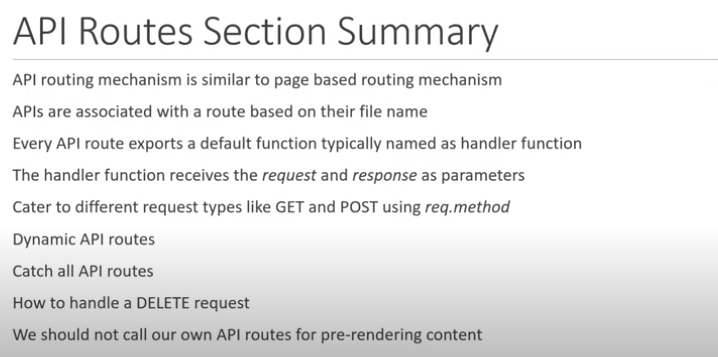 API Routes Section Summary
API routing mechanism is similar to page based routing mechanism
APIs are associated with a route based on their file name
Every API route exports a default function typically named as handler function
The handler function receives the request and response as parameters
Cater to different request types like GET and POST using req.method
Dynamic API routes
Catch all API routes
How to handle a DELETE request
We should not call our own API routes for pre-rendering content